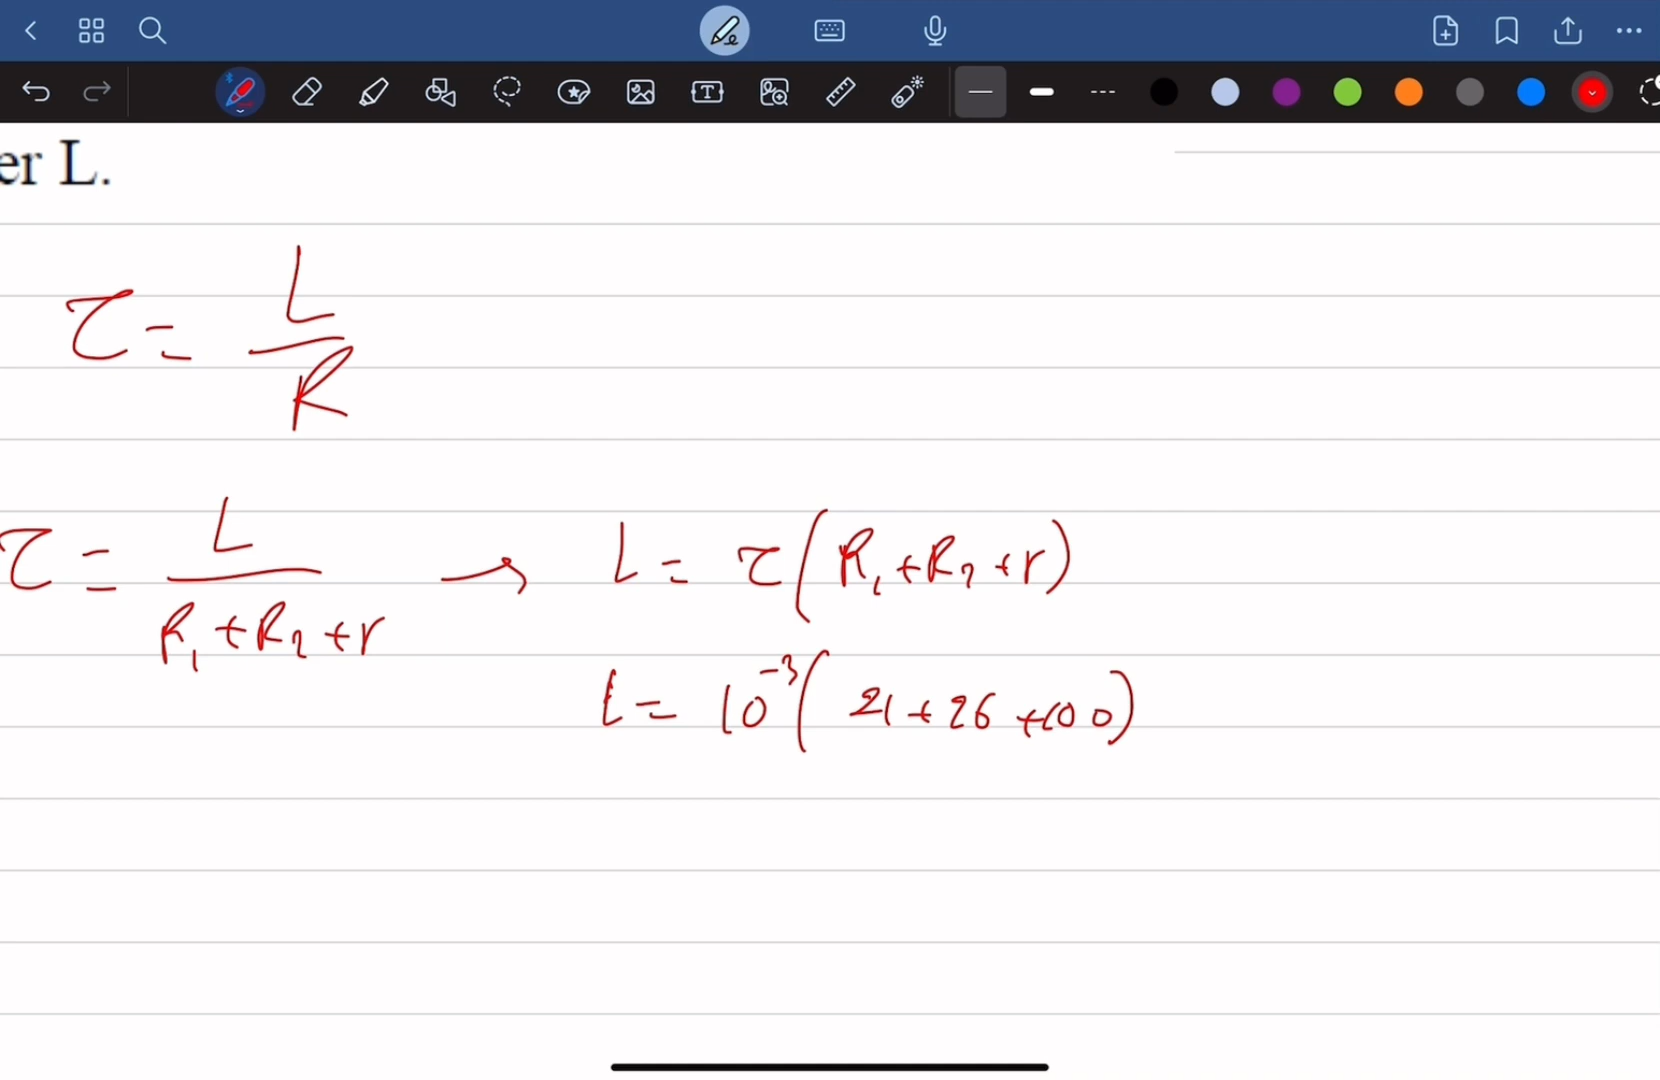 er L.
τ = L/R
τ = L/(R₁+R₂+r) → L = τ(R₁+R₂+r)
L = 10⁻³(21+26+100)